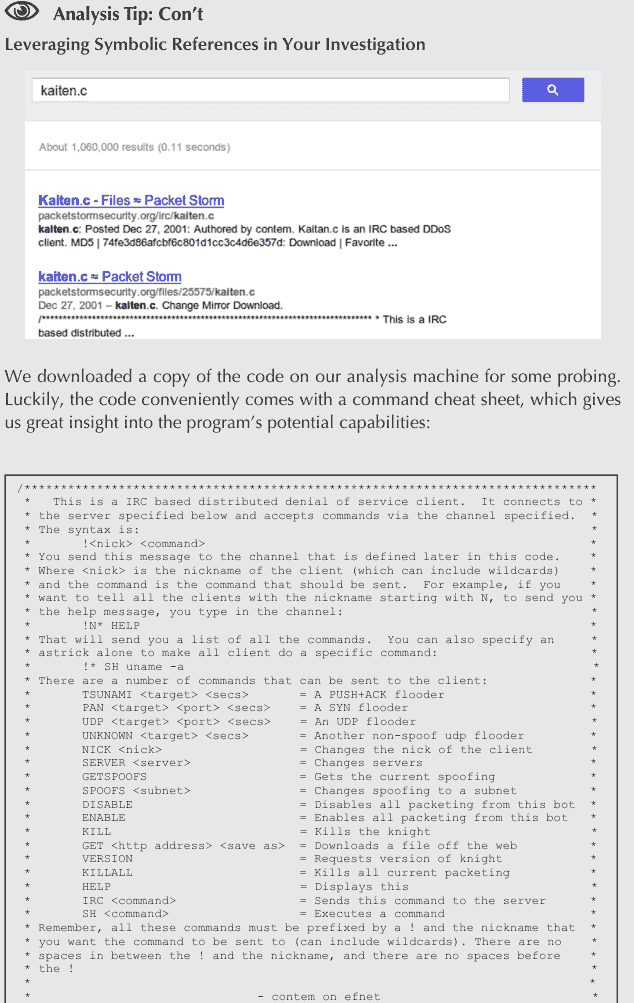 Analysis Tip: Con't
Leveraging Symbolic References in Your Investigation
kaiten.c
About 1,060,000 results (0.11 seconds)
Kaiten.c - Files ≈ Packet Storm
packetstormsecurity.org/irc/kaiten.c
kaiten.c: Posted Dec 27, 2001: Authored by contem. Kaitan.c is an IRC based DDoS
client. MD5 | 74fe3d86afcbf6c801d1cc3c4d6e357d: Download | Favorite ...
kaiten.c ≈ Packet Storm
packetstormsecurity.org/files/25575/kaiten.c
Dec 27, 2001 – kaiten.c. Change Mirror Download.
/****************************************************************************** * This is a IRC
based distributed ...
We downloaded a copy of the code on our analysis machine for some probing.
Luckily, the code conveniently comes with a command cheat sheet, which gives
us great insight into the program's potential capabilities:
/*******************************************************************************
* This is a IRC based distributed denial of service client. It connects to *
* the server specified below and accepts commands via the channel specified. *
* The syntax is: *
* !<nick> <command> *
* You send this message to the channel that is defined later in this code. *
* Where <nick> is the nickname of the client (which can include wildcards) *
* and the command is the command that should be sent. For example, if you *
* want to tell all the clients with the nickname starting with N, to send you *
* the help message, you type in the channel: *
* !N* HELP *
* That will send you a list of all the commands. You can also specify an *
* astrick alone to make all client do a specific command: *
* !* SH uname -a *
* There are a number of commands that can be sent to the client: *
* TSUNAMI <target> <secs> = A PUSH+ACK flooder *
* PAN <target> <port> <secs> = A SYN flooder *
* UDP <target> <port> <secs> = An UDP flooder *
* UNKNOWN <target> <secs> = Another non-spoof udp flooder *
* NICK <nick> = Changes the nick of the client *
* SERVER <server> = Changes servers *
* GETSPOOFS = Gets the current spoofing *
* SPOOFS <subnet> = Changes spoofing to a subnet *
* DISABLE = Disables all packeting from this bot *
* ENABLE = Enables all packeting from this bot *
* KILL = Kills the knight *
* GET <http address> <save as> = Downloads a file off the web *
* VERSION = Requests version of knight *
* KILLALL = Kills all current packeting *
* HELP = Displays this *
* IRC <command> = Sends this command to the server *
* SH <command> = Executes a command *
* Remember, all these commands must be prefixed by a ! and the nickname that *
* you want the command to be sent to (can include wildcards). There are no *
* spaces in between the ! and the nickname, and there are no spaces before *
* the ! *
* *
* - contem on efnet *